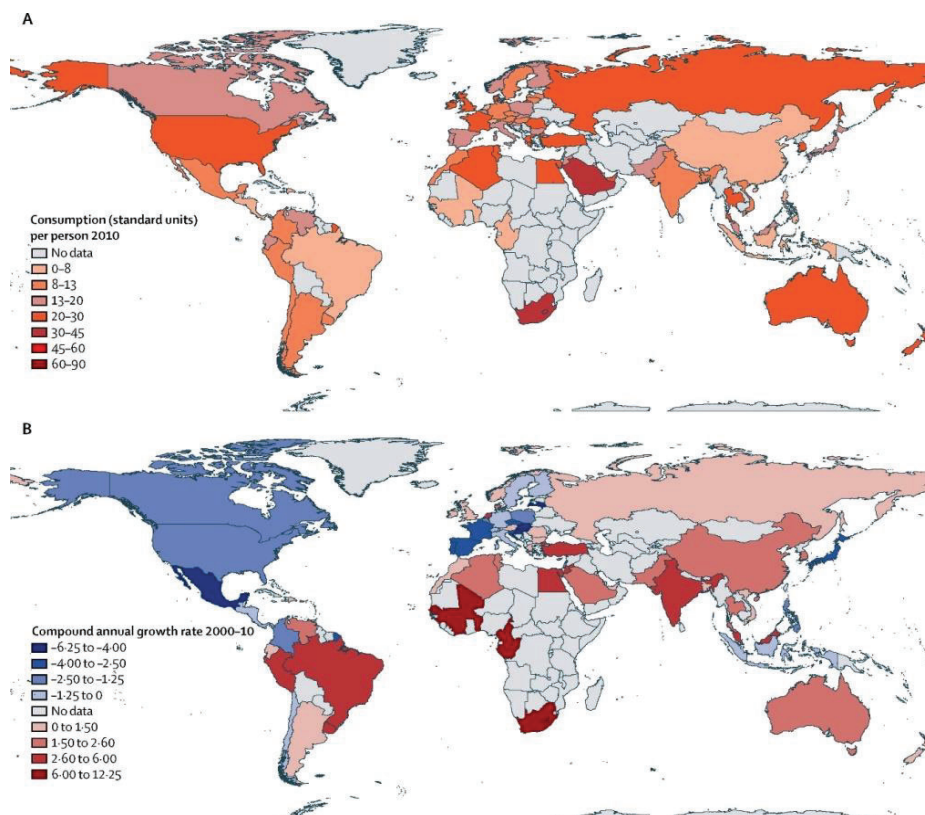 A
Consumption (standard units)
per person 2010
No data
0–8
8–13
13–20
20–30
30–45
45–60
60–90
B
Compound annual growth rate 2000–10
–6·25 to –4·00
–4·00 to –2·50
–2·50 to –1·25
–1·25 to 0
No data
0 to 1·50
1·50 to 2·60
2·60 to 6·00
6·00 to 12·25